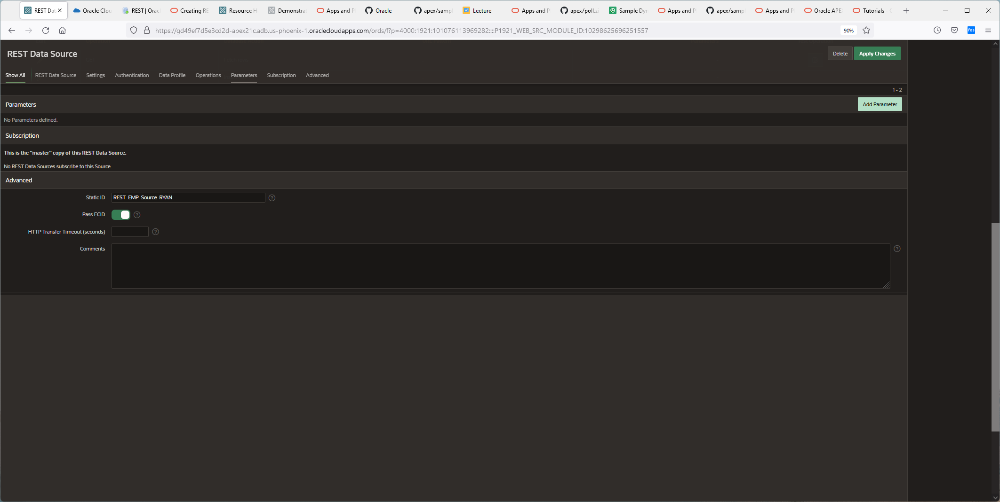 REST Dat
Oracle Clou
REST | Orac
Creating RE
Resource H
Demonstrat
Apps and P
Oracle
apex/samp
Lecture
Apps and P
apex/poll.zi
Sample Dyn
Apps and P
apex/samp
Apps and P
Oracle APE
Tutorials - O
https://gd49ef7d5e3cd2d-apex21c.adb.us-phoenix-1.oraclecloudapps.com/ords/f?p=4000:1921:101076113969282::::P1921_WEB_SRC_MODULE_ID:10298625696251557
90%
fos
REST Data Source
Delete
Apply Changes
Show All
REST Data Source
Settings
Authentication
Data Profile
Operations
Parameters
Subscription
Advanced
1 - 2
Parameters
Add Parameter
No Parameters defined.
Subscription
This is the "master" copy of this REST Data Source.
No REST Data Sources subscribe to this Source.
Advanced
Static ID
REST_EMP_Source_RYAN
Pass ECID
HTTP Transfer Timeout (seconds)
Comments